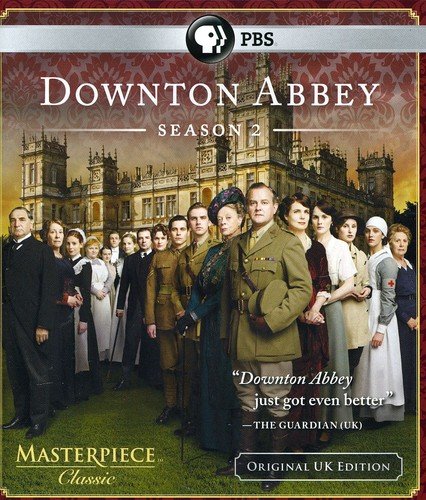 PBS
DOWNTON ABBEY
SEASON 2
“Downton Abbey
just got even better”
—THE GUARDIAN (UK)
MASTERPIECE
Classic
ORIGINAL UK EDITION